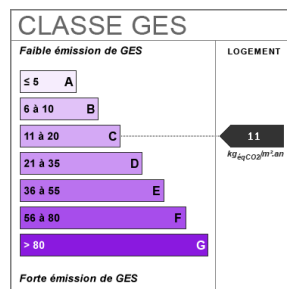 CLASSE GES
Faible émission de GES
LOGEMENT
≤ 5 A
6 à 10 B
11 à 20 C
11
kgéqCO2/m².an
21 à 35 D
36 à 55 E
56 à 80 F
> 80 G
Forte émission de GES